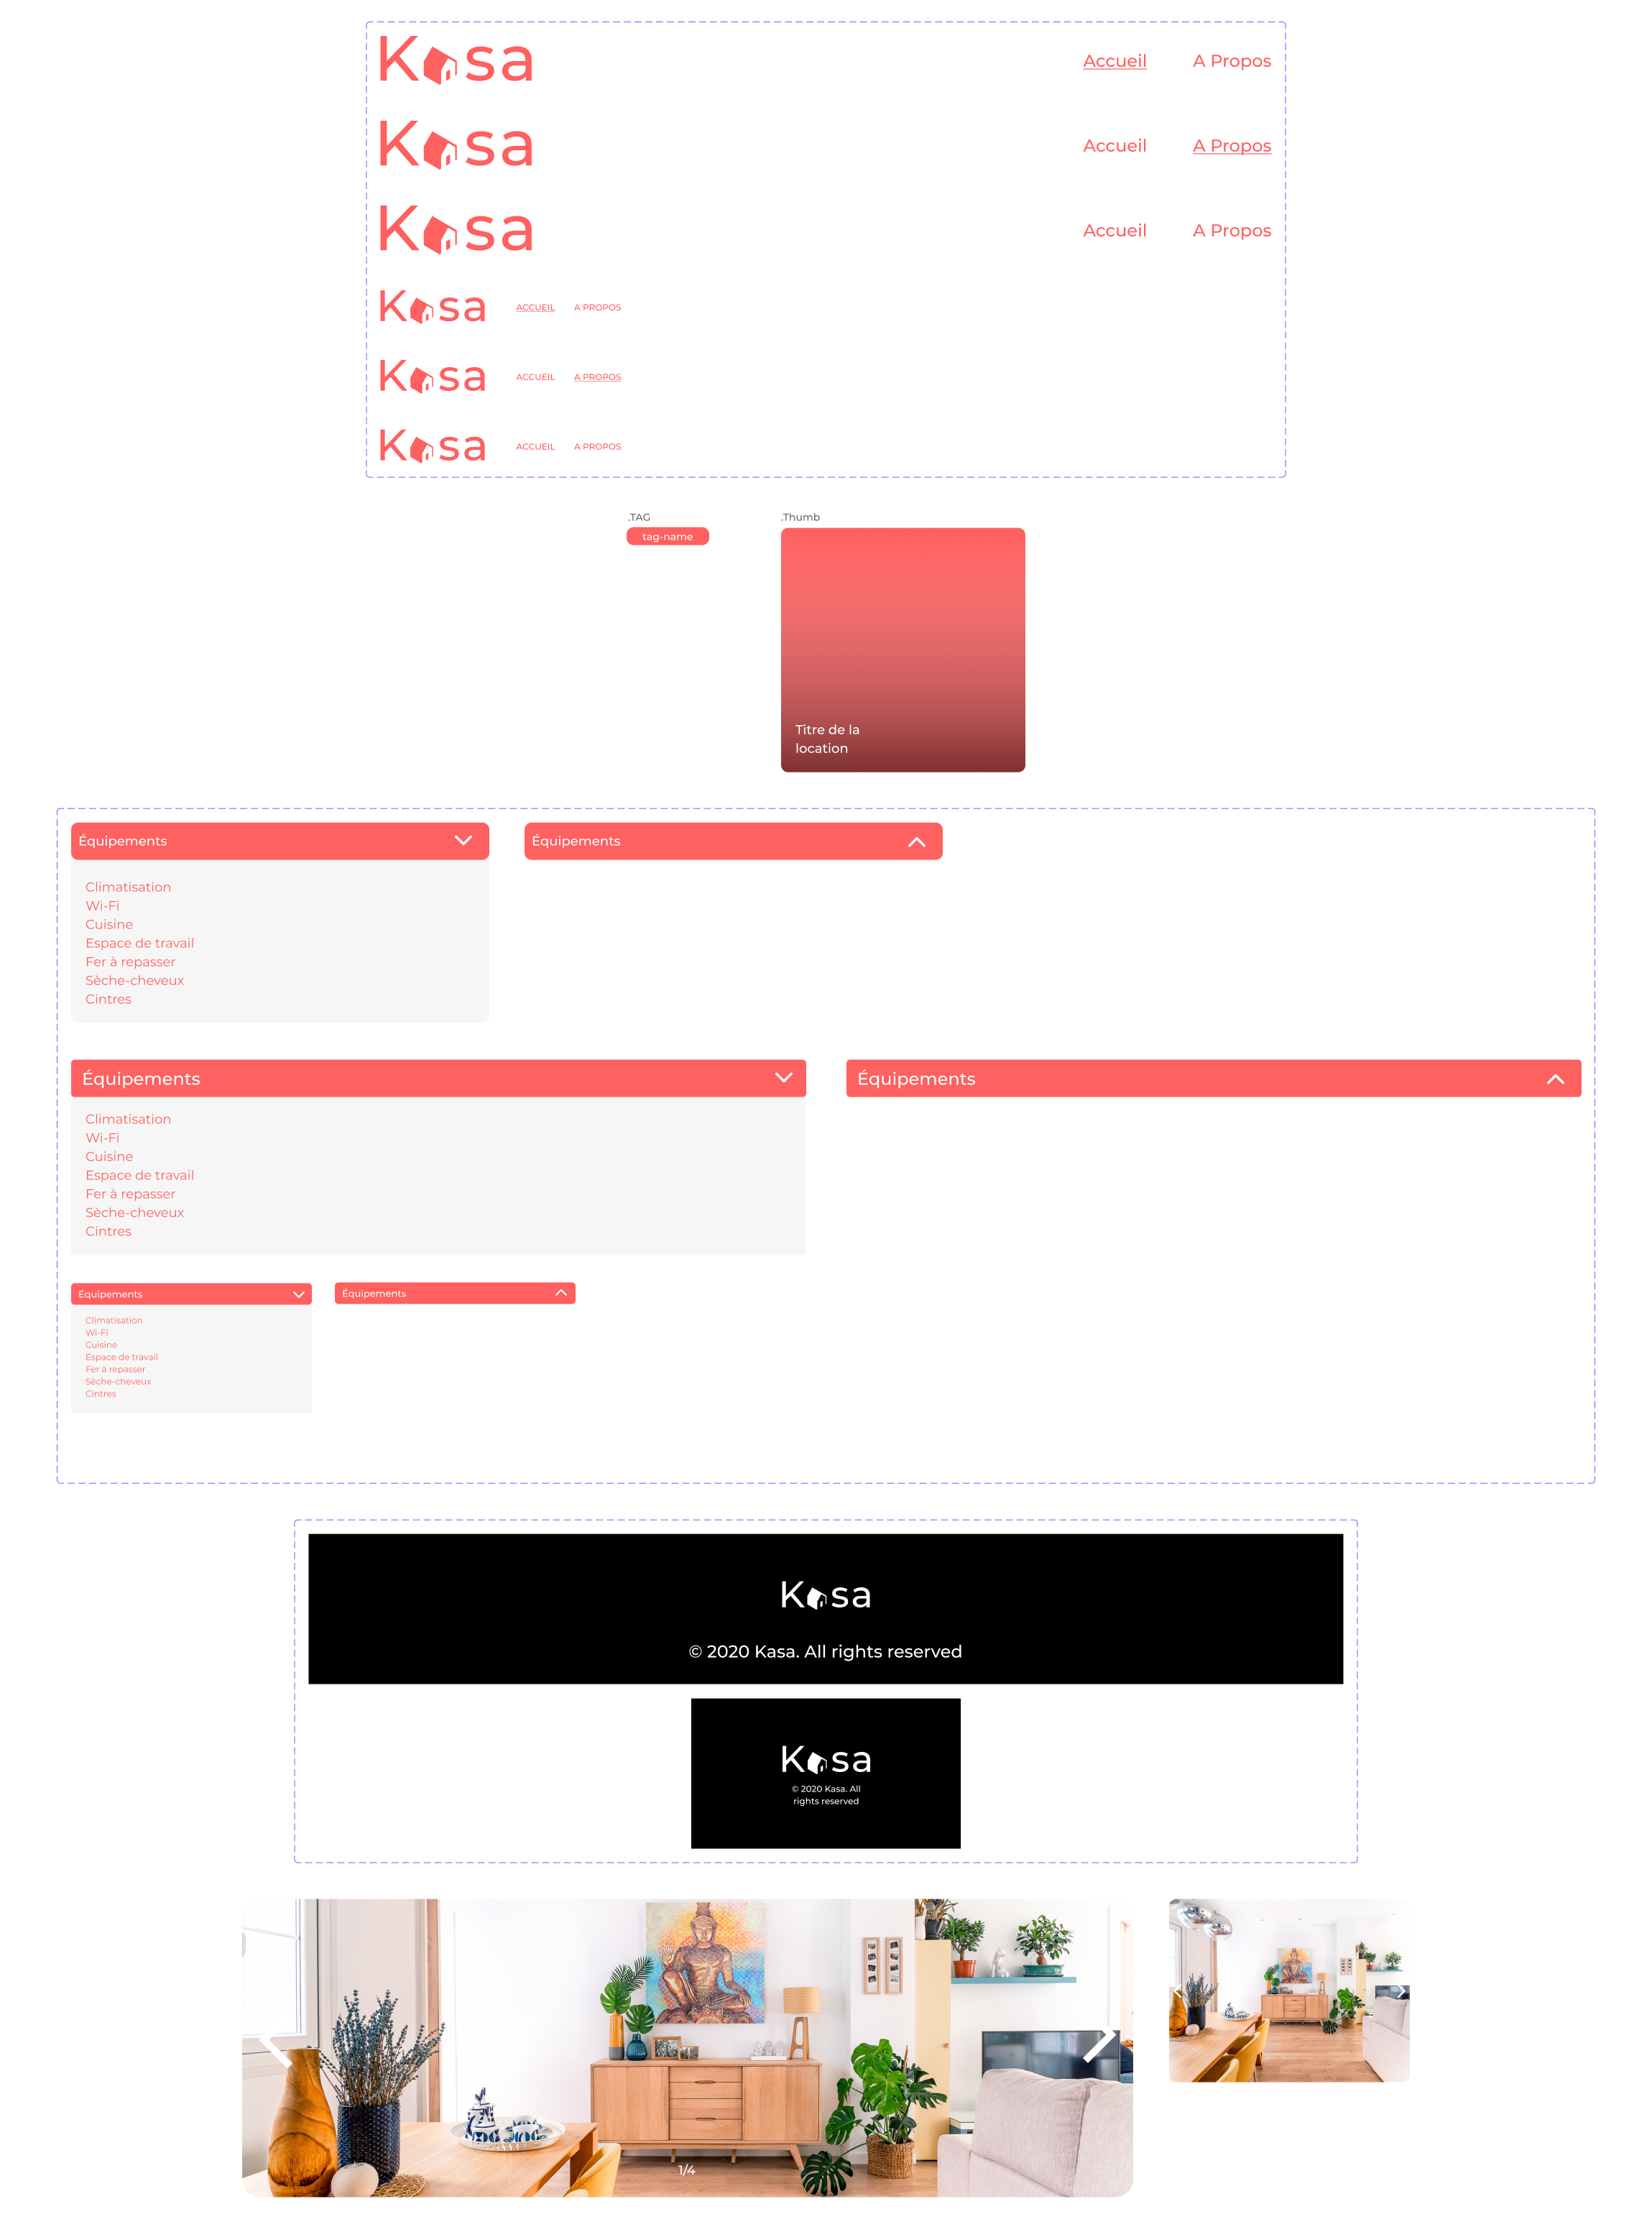 Kasa Accueil A Propos
Kasa Accueil A Propos
Kasa Accueil A Propos
Kasa ACCUEIL A PROPOS
Kasa ACCUEIL A PROPOS
Kasa ACCUEIL A PROPOS
.TAG
tag-name
.Thumb
Titre de la
location
Équipements
Climatisation
Wi-Fi
Cuisine
Espace de travail
Fer à repasser
Sèche-cheveux
Cintres
Équipements
Équipements
Climatisation
Wi-Fi
Cuisine
Espace de travail
Fer à repasser
Sèche-cheveux
Cintres
Équipements
Équipements
Climatisation
Wi-Fi
Cuisine
Espace de travail
Fer à repasser
Sèche-cheveux
Cintres
Équipements
Kasa
© 2020 Kasa. All rights reserved
Kasa
© 2020 Kasa. All
rights reserved
1/4